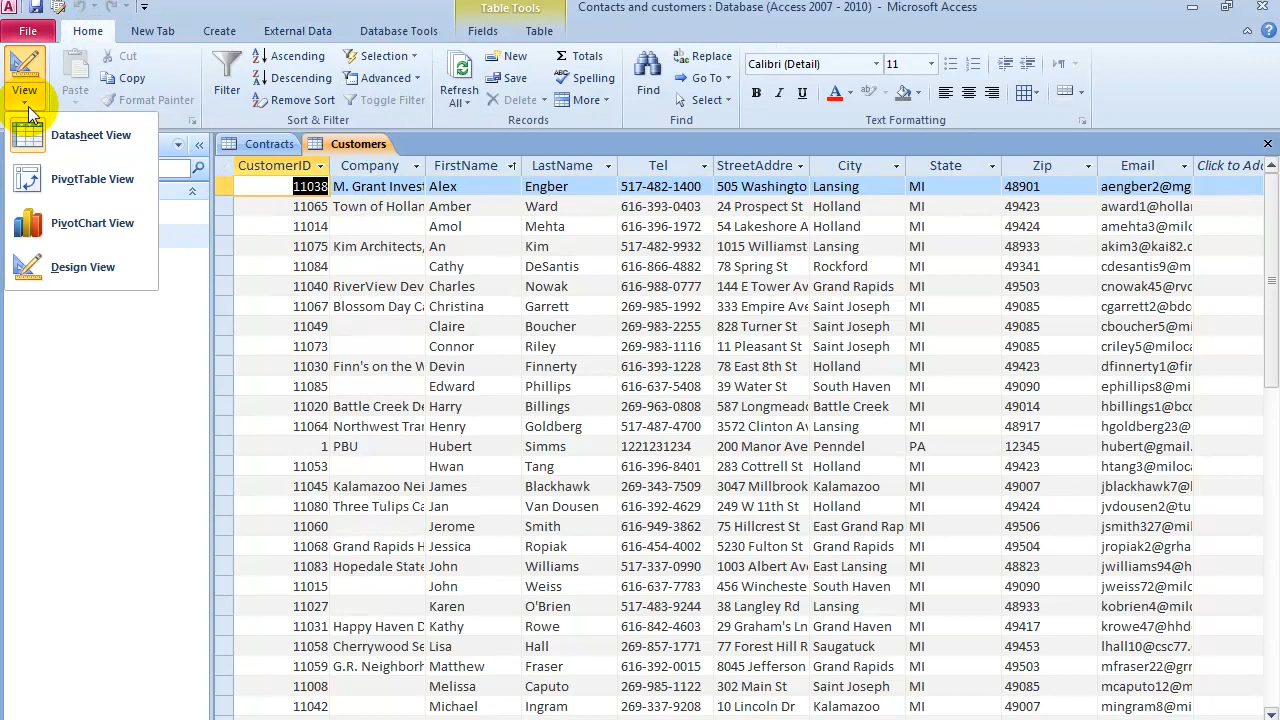 Table Tools
Contacts and customers : Database (Access 2007 - 2010) - Microsoft Access
File Home New Tab Create External Data Database Tools Fields Table
View
Paste
Cut
Copy
Format Painter
Filter
Ascending
Descending
Remove Sort
Selection
Advanced
Toggle Filter
Sort & Filter
Refresh
All
New
Save
Delete
Totals
Spelling
More
Records
Find
Replace
Go To
Select
Find
Calibri (Detail) 11
B I U A
Text Formatting
Datasheet View
PivotTable View
PivotChart View
Design View
Contacts Customers
CustomerID Company FirstName LastName Tel StreetAddre City State Zip Email Click to Add
11038 M. Grant Invest Alex Engber 517-482-1400 505 Washingto Lansing MI 48901 aengber2@mg
11065 Town of Hollan Amber Ward 616-393-0403 24 Prospect St Holland MI 49423 award1@hollar
11014 Amol Mehta 616-396-1972 54 Lakeshore A Holland MI 49424 amehta3@miloc
11075 Kim Architects, An Kim 517-482-9932 1015 Williamst Lansing MI 48933 akim3@kai82.c
11084 Cathy DeSantis 616-866-4882 78 Spring St Rockford MI 49341 cdesantis9@m
11040 RiverView Dev Charles Nowak 616-988-0777 144 E Tower Av Grand Rapids MI 49503 cnowak45@rvc
11067 Blossom Day Ca Christina Garrett 269-985-1992 333 Empire Ave Saint Joseph MI 49085 cgarrett2@bdc
11049 Claire Boucher 269-983-2255 828 Turner St Saint Joseph MI 49085 cboucher5@mi
11073 Connor Riley 269-983-1116 11 Pleasant St Saint Joseph MI 49085 criley5@miloca
11030 Finn's on the W Devin Finnerty 269-393-1228 78 East 8th St Holland MI 49423 dfinnerty1@fi
11085 Edward Phillips 616-637-5408 39 Water St South Haven MI 49090 ephillips8@mi
11020 Battle Creek De Harry Billings 269-963-0808 587 Longmeado Battle Creek MI 49014 hbillings1@bcc
11064 Northwest Tran Henry Goldberg 517-487-4700 3572 Clinton Av Lansing MI 48917 hgoldberg23@
1 PBU Hubert Simms 1221231234 200 Manor Ave Penndel PA 12345 hubert@gmail.
11053 Hwan Tang 616-396-8401 283 Cottrell St Holland MI 49423 htang3@miloc
11045 Kalamazoo Nei James Blackhawk 269-343-7509 3047 Millbrook Kalamazoo MI 49007 jblackhawk7@
11080 Three Tulips Ca Jan Van Dousen 269-392-4629 249 W 11th St Holland MI 49424 jvdousen2@tu
11060 Jerome Smith 616-949-3862 75 Hillcrest St East Grand Rap MI 49506 jsmith327@mi
11068 Grand Rapids H Jessica Ropiak 616-454-4002 5230 Fulton St Grand Rapids MI 49504 jropiak2@grha
11083 Hopedale State John Williams 517-337-0990 1003 Albert Ave East Lansing MI 48823 jwilliams94@h
11015 John Weiss 616-637-7783 456 Wincheste South Haven MI 49090 jweiss72@milc
11027 Karen O'Brien 517-483-9244 38 Langley Rd Lansing MI 48933 kobrien4@milc
11031 Happy Haven D Kathy Rowe 616-842-4603 29 Graham's Ln Grand Haven MI 49417 krowe47@hhd
11058 Cherrywood Se Lisa Hall 269-857-1771 77 Forest Hill R Saugatuck MI 49453 lhall10@csc77.
11059 G.R. Neighborh Matthew Fraser 616-392-0015 8045 Jefferson Grand Rapids MI 49503 mfraser22@gr
11008 Melissa Caputo 269-985-1122 302 Main St South Haven MI 49085 mcaputo12@m
11042 Michael Ingram 269-337-9208 10 Lincoln Dr Kalamazoo MI 49007 mingram8@m